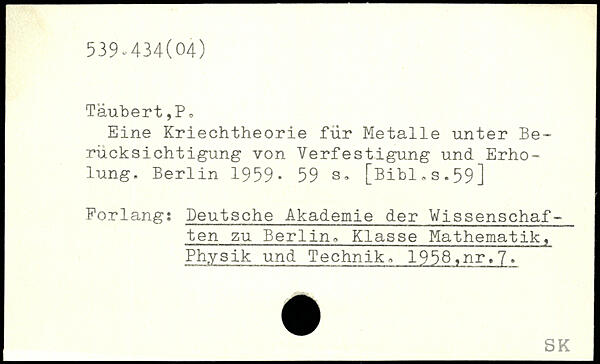 539.434(04)
Täubert,P.
Eine Kriechtheorie für Metalle unter Be-
rücksichtigung von Verfestigung und Erho-
lung. Berlin 1959. 59 s. [Bibl.s.59]
Forlang: Deutsche Akademie der Wissenschaf-
ten zu Berlin. Klasse Mathematik,
Physik und Technik. 1958,nr.7.
SK